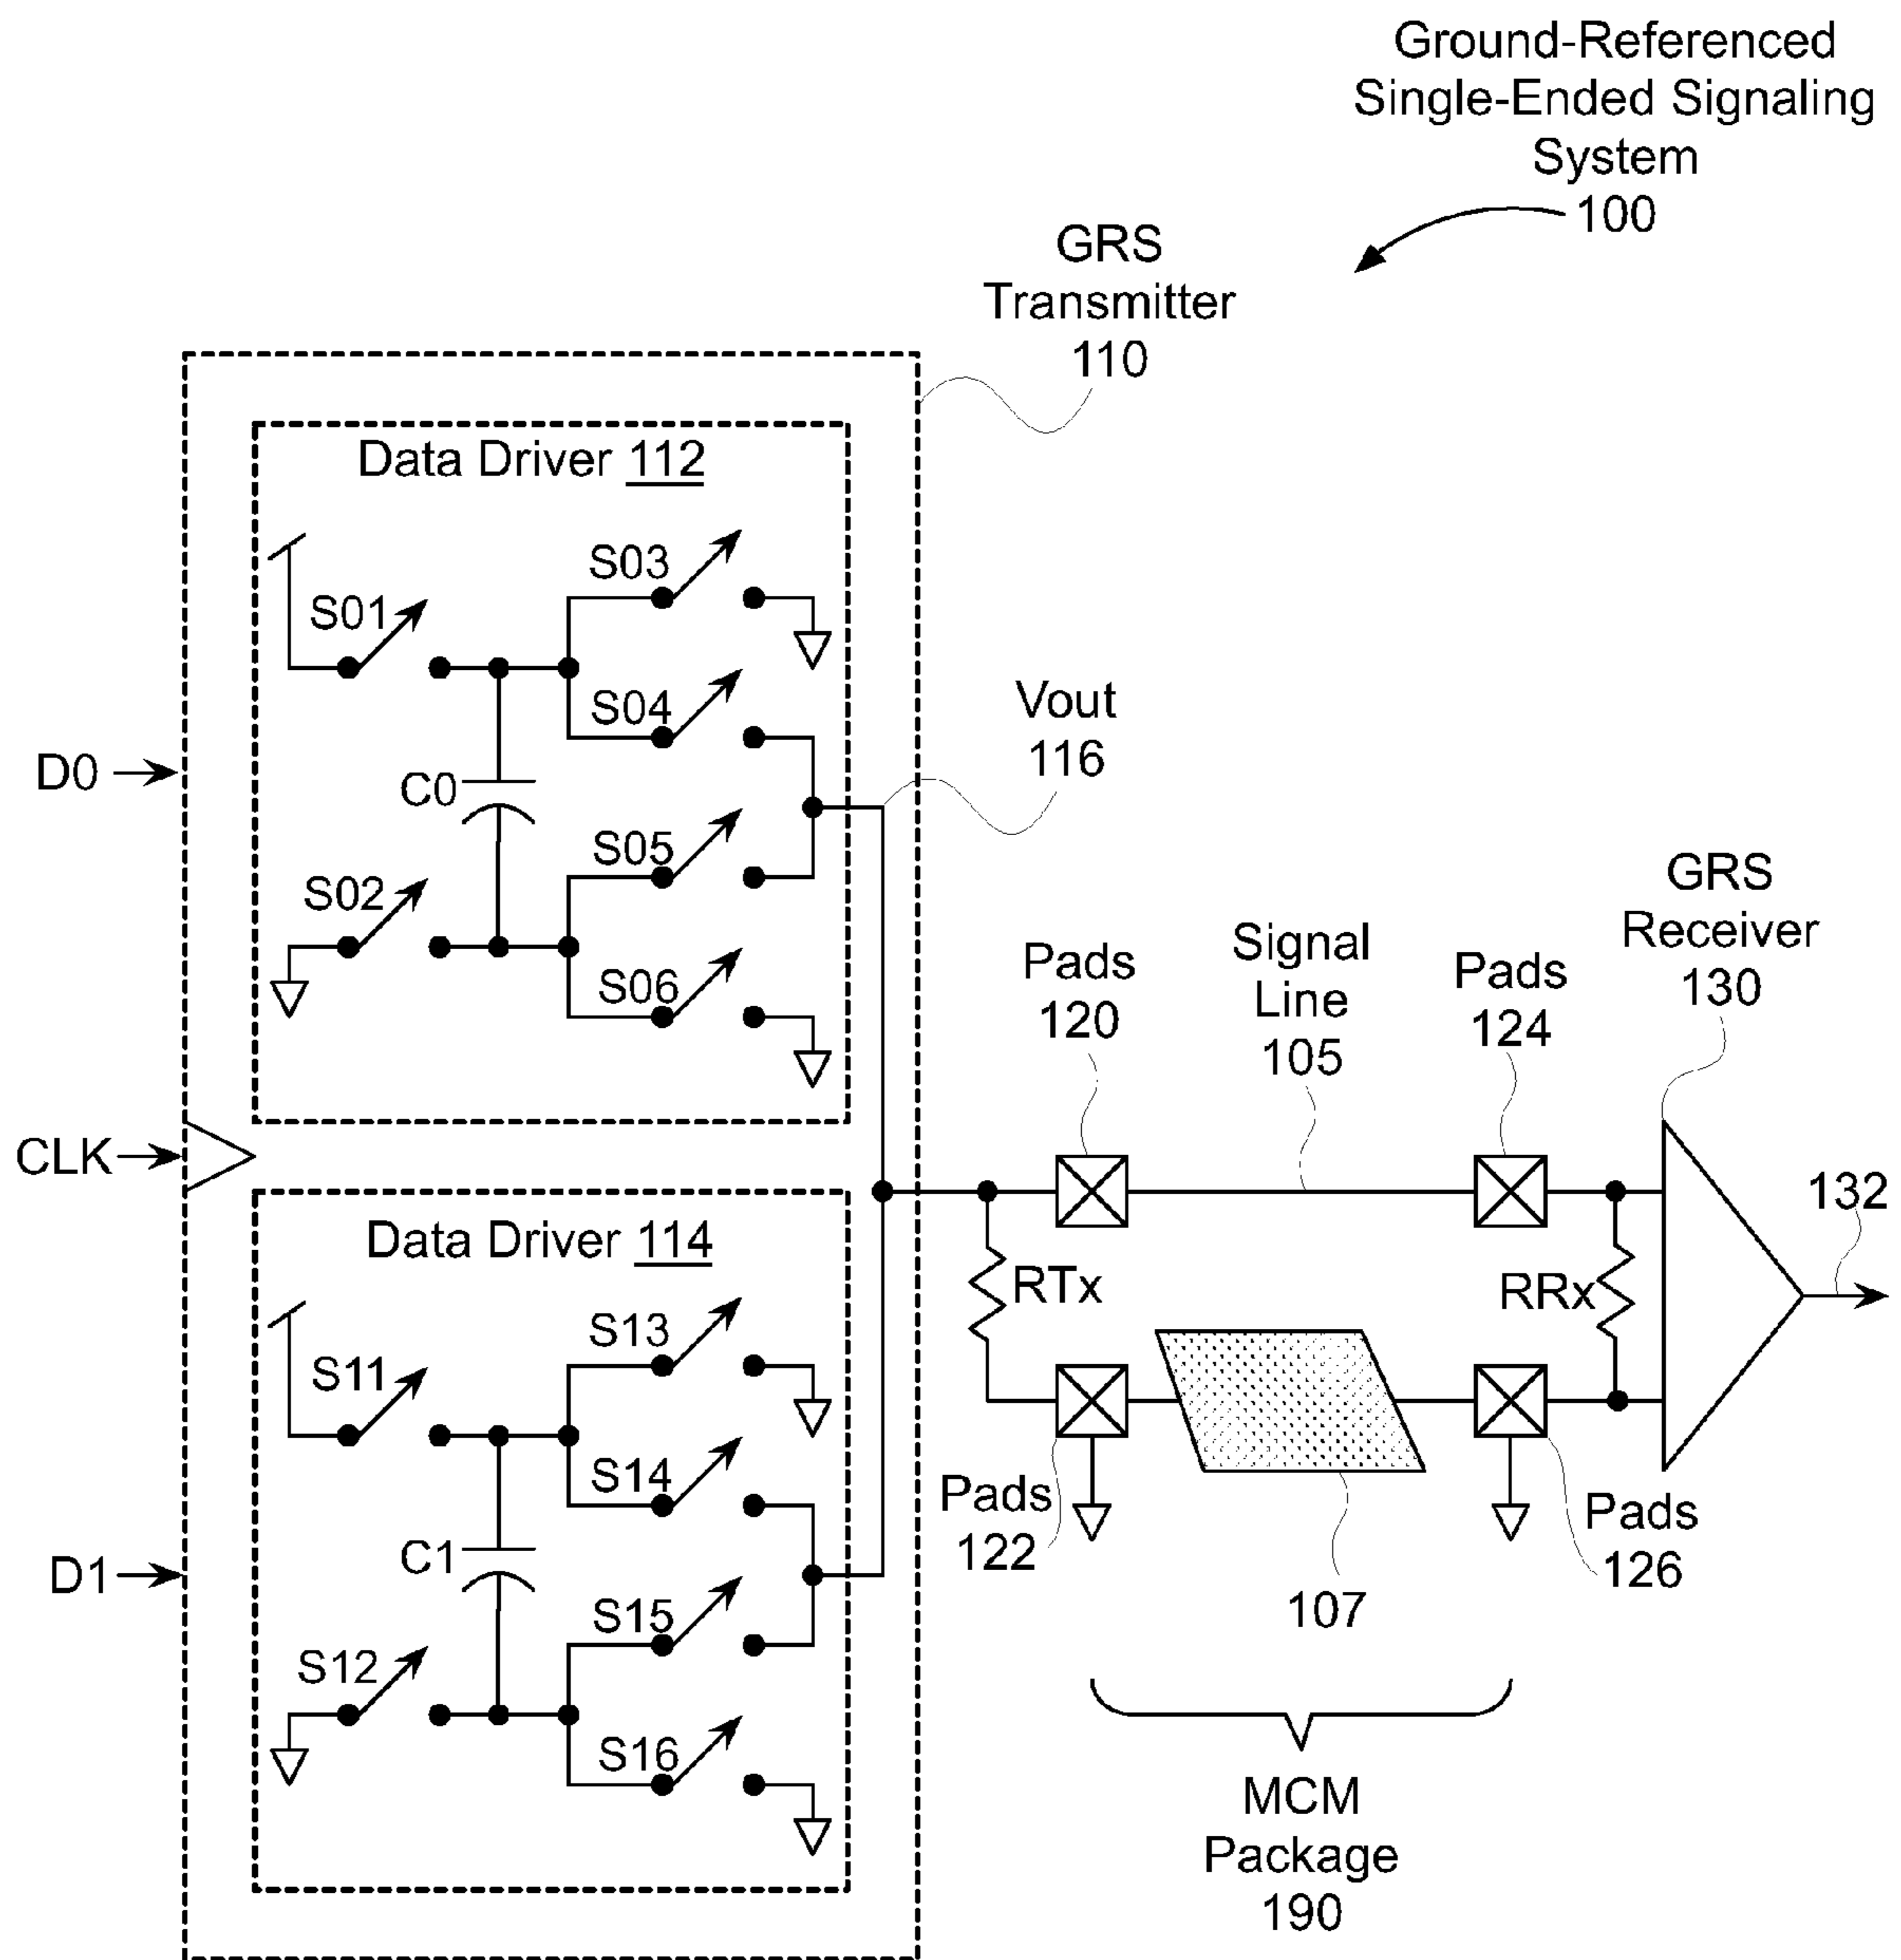 Ground-Referenced
Single-Ended Signaling
System
100
GRS
Transmitter
110
Data Driver 112
S03
S01
S04
Vout
116
D0
C0
S05
S02
S06
GRS
Receiver
130
Pads
120
Signal
Line
105
Pads
124
CLK
132
Data Driver 114
RTx
RRx
S13
S11
S14
Pads
122
Pads
126
C1
D1
107
S15
S12
S16
MCM
Package
190